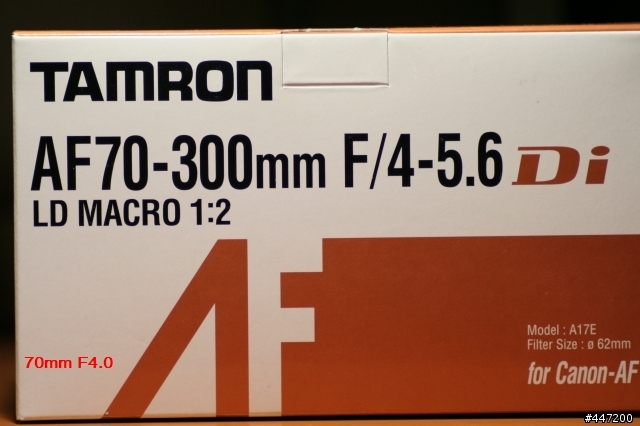 TAMRON
AF70-300mm F/4-5.6 Di
LD MACRO 1:2
AF
Model : A17E
Filter Size : ø 62mm
for Canon-AF
70mm F4.0
#447200